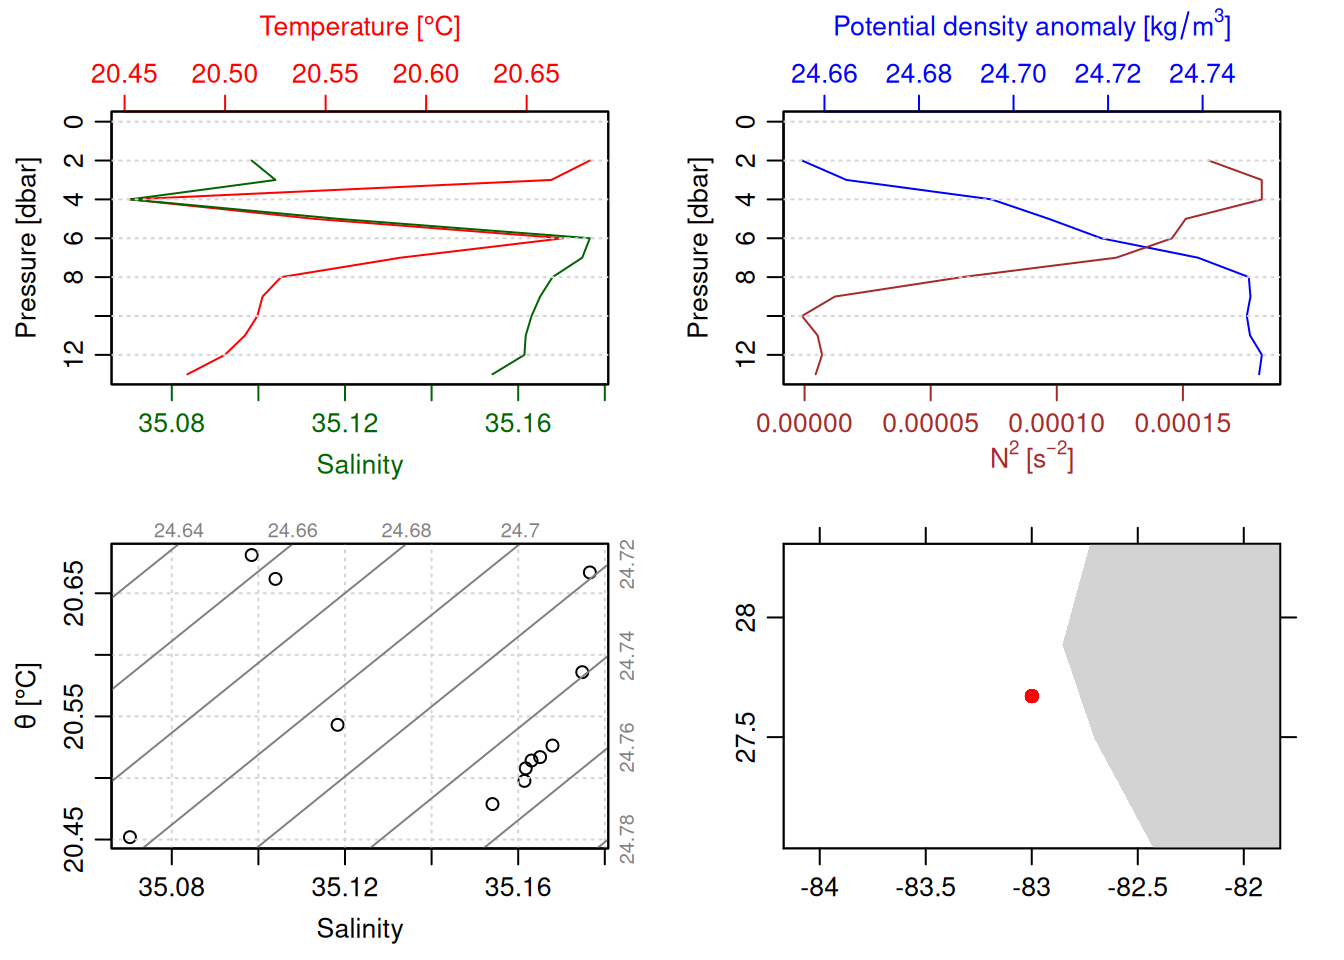 Temperature [°C]
20.45 20.50 20.55 20.60 20.65
Pressure [dbar]
0
2
4
6
8
12
35.08 35.12 35.16
Salinity
Potential density anomaly [kg/m³]
24.66 24.68 24.70 24.72 24.74
Pressure [dbar]
0
2
4
6
8
12
0.00000 0.00005 0.00010 0.00015
N² [s⁻²]
24.64 24.66 24.68 24.7
24.72
24.74
24.76
24.78
θ [°C]
20.65
20.55
20.45
35.08 35.12 35.16
Salinity
28
27.5
-84 -83.5 -83 -82.5 -82